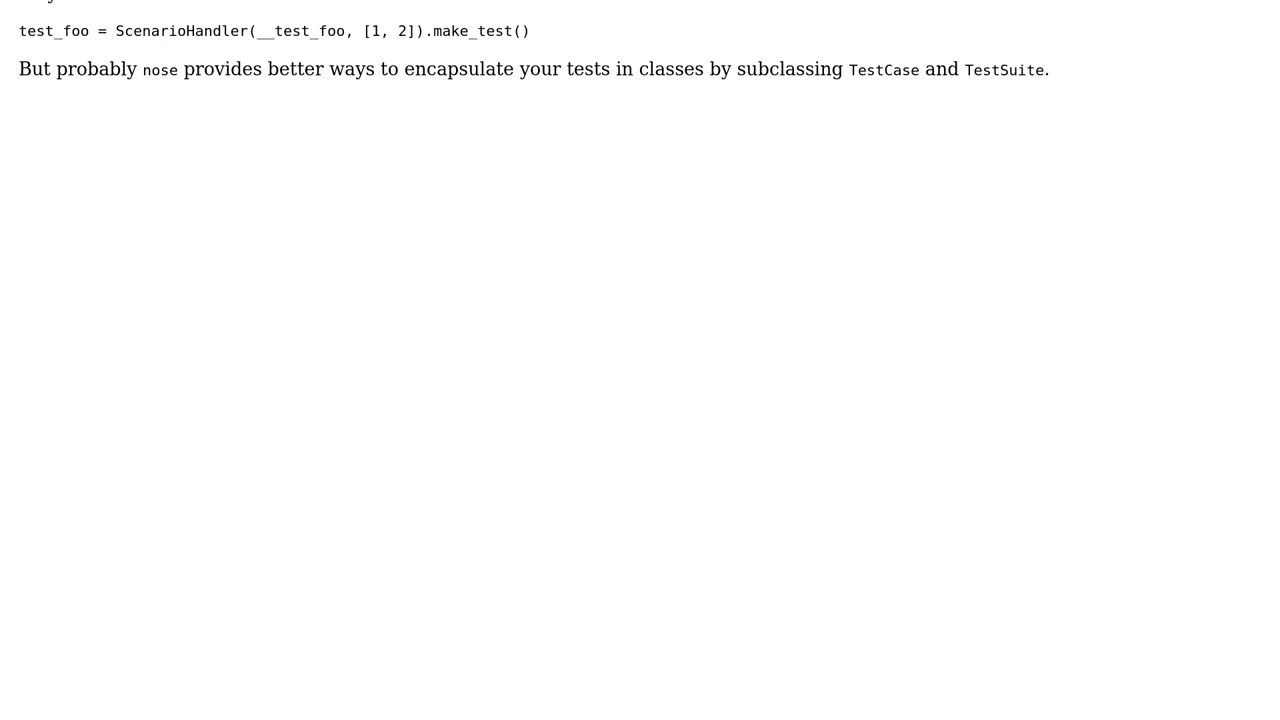 test_foo = ScenarioHandler(__test_foo, [1, 2]).make_test()
But probably nose provides better ways to encapsulate your tests in classes by subclassing TestCase and TestSuite.